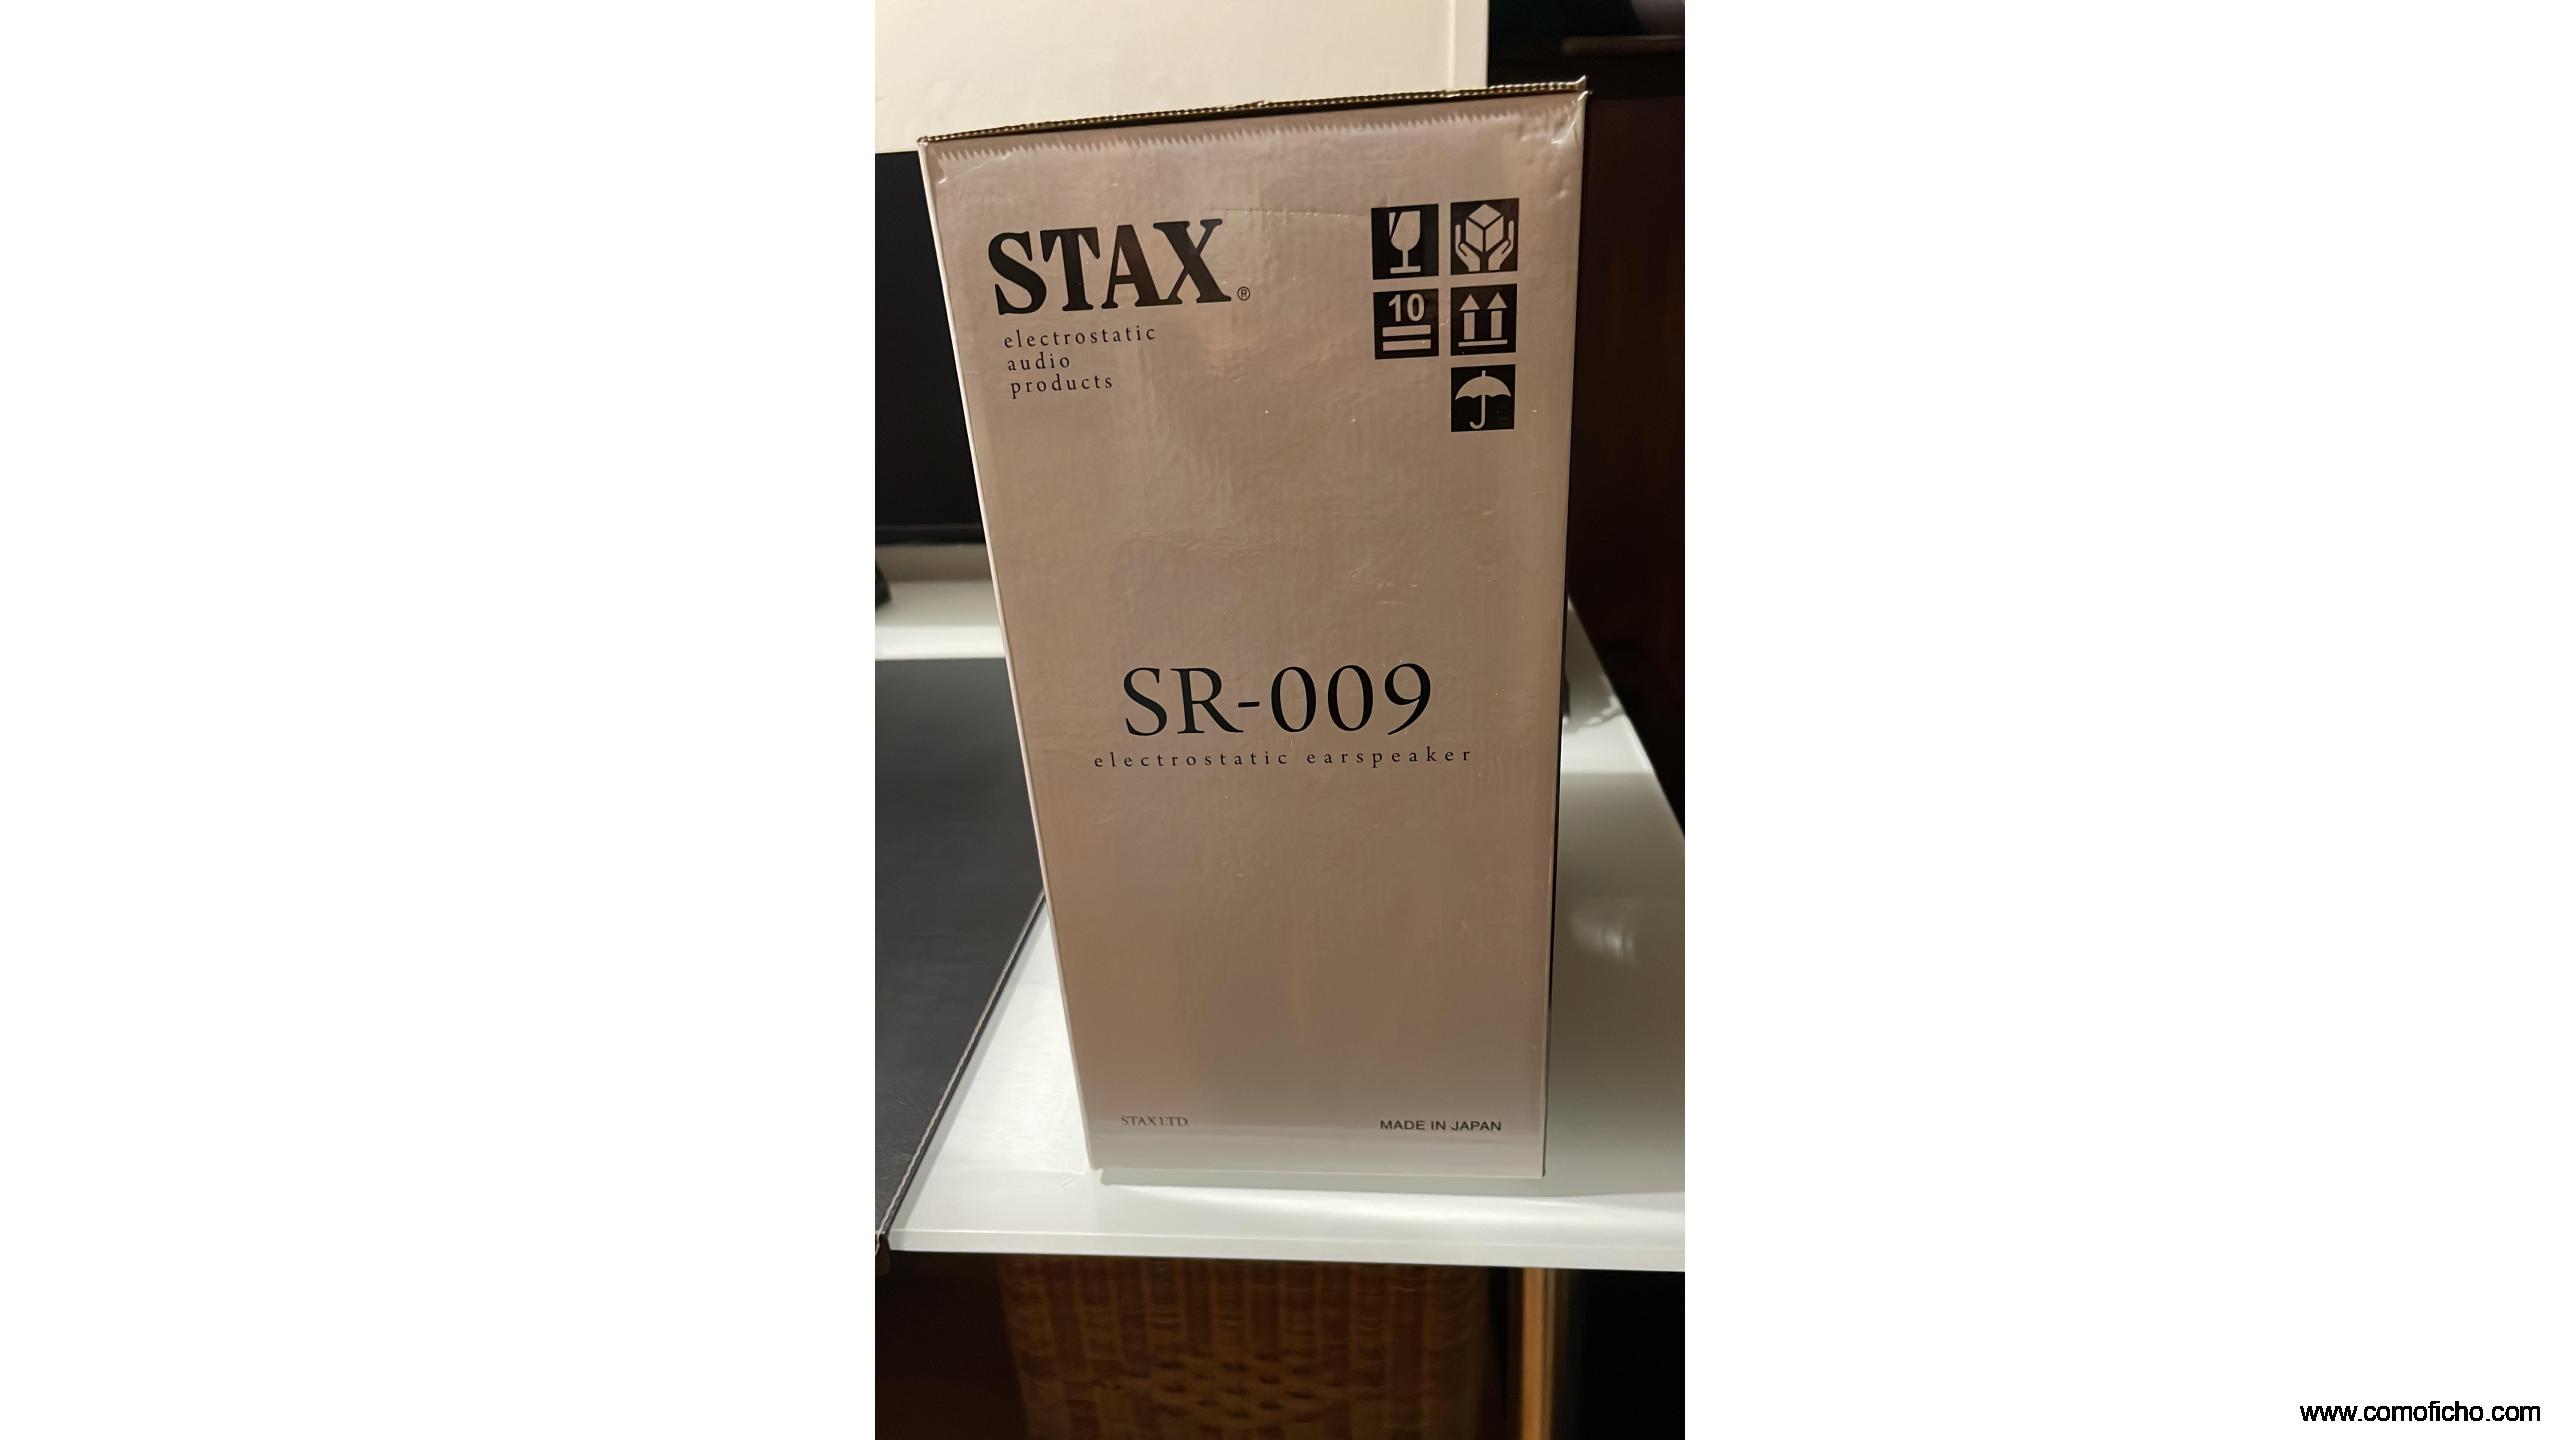 STAX®
electrostatic
audio
products
10
SR-009
electrostatic earspeaker
STAX LTD.
MADE IN JAPAN
www.comoficho.com